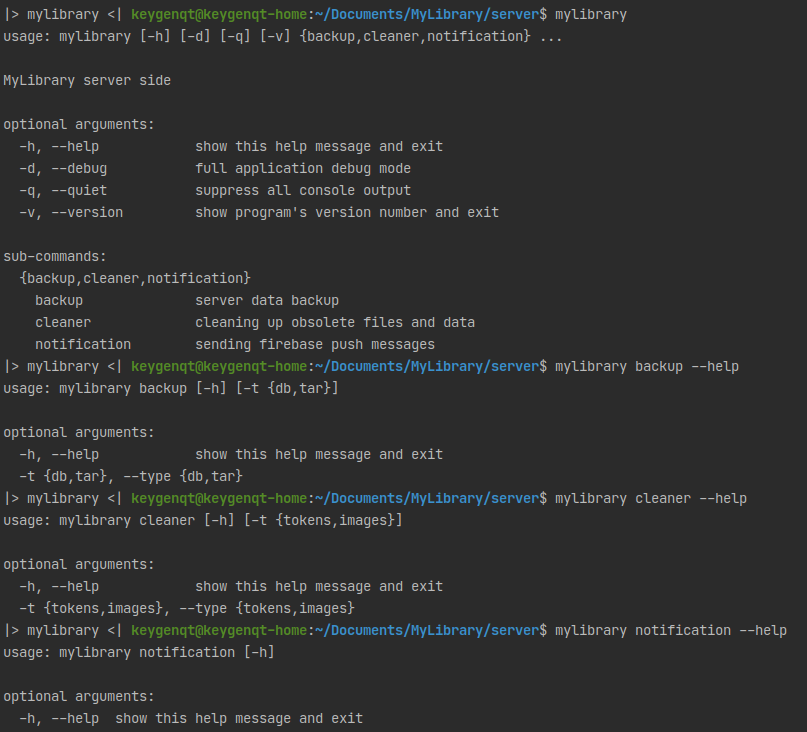 |> mylibrary <| keygenqt@keygenqt-home:~/Documents/MyLibrary/server$ mylibrary
usage: mylibrary [-h] [-d] [-q] [-v] {backup,cleaner,notification} ...
MyLibrary server side
optional arguments:
-h, --help            show this help message and exit
-d, --debug           full application debug mode
-q, --quiet           suppress all console output
-v, --version         show program's version number and exit
sub-commands:
{backup,cleaner,notification}
backup              server data backup
cleaner             cleaning up obsolete files and data
notification        sending firebase push messages
|> mylibrary <| keygenqt@keygenqt-home:~/Documents/MyLibrary/server$ mylibrary backup --help
usage: mylibrary backup [-h] [-t {db,tar}]
optional arguments:
-h, --help            show this help message and exit
-t {db,tar}, --type {db,tar}
|> mylibrary <| keygenqt@keygenqt-home:~/Documents/MyLibrary/server$ mylibrary cleaner --help
usage: mylibrary cleaner [-h] [-t {tokens,images}]
optional arguments:
-h, --help            show this help message and exit
-t {tokens,images}, --type {tokens,images}
|> mylibrary <| keygenqt@keygenqt-home:~/Documents/MyLibrary/server$ mylibrary notification --help
usage: mylibrary notification [-h]
optional arguments:
-h, --help  show this help message and exit